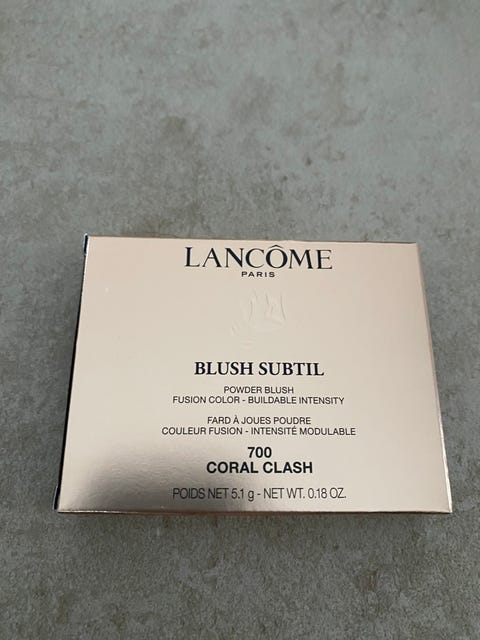 LANCÔME
PARIS
BLUSH SUBTIL
POWDER BLUSH
FUSION COLOR - BUILDABLE INTENSITY
FARD À JOUES POUDRE
COULEUR FUSION - INTENSITÉ MODULABLE
700
CORAL CLASH
POIDS NET 5.1 g - NET WT. 0.18 OZ.